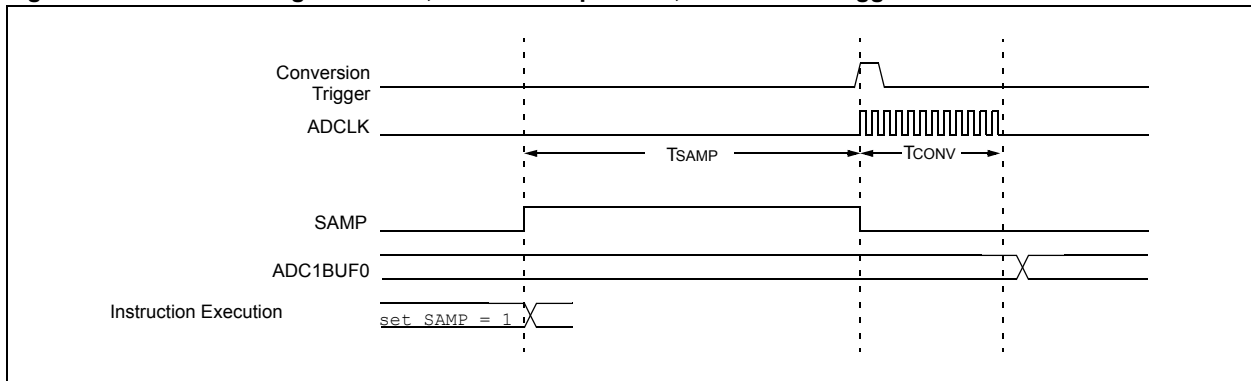 Conversion
Trigger
ADCLK
TSAMP
TCONV
SAMP
ADC1BUF0
Instruction Execution
set SAMP = 1